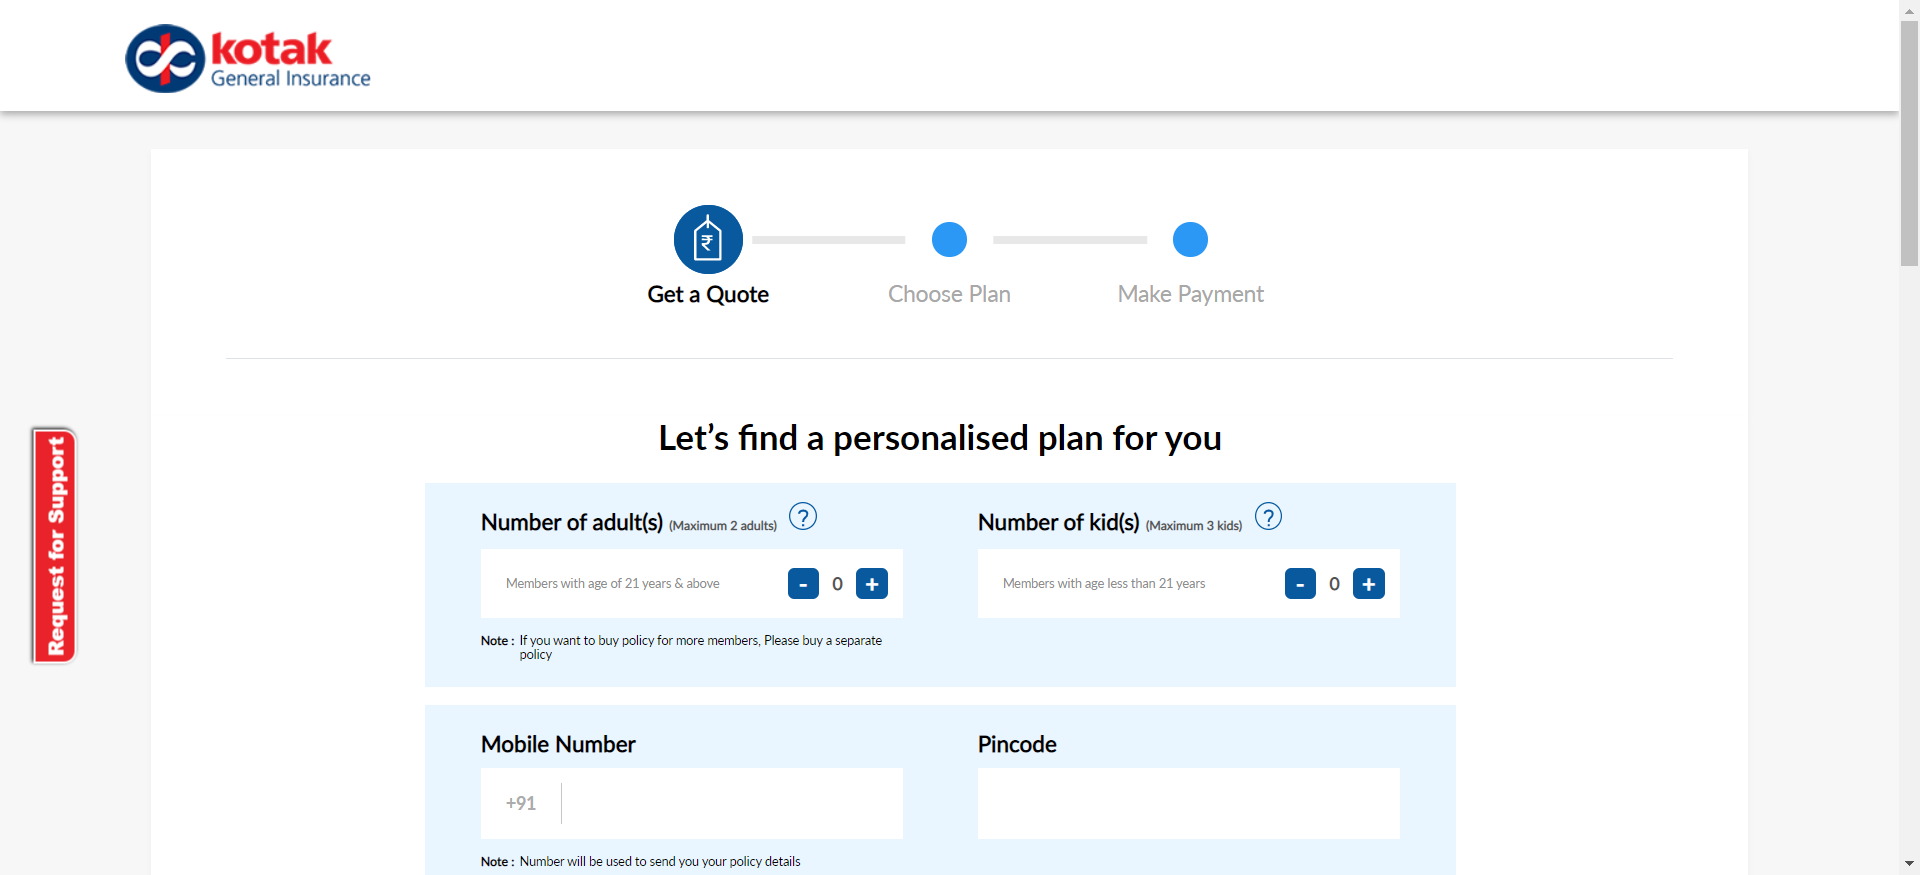 kotak
General Insurance
Get a Quote
Choose Plan
Make Payment
Request for Support
Let’s find a personalised plan for you
Number of adult(s) (Maximum 2 adults) ?
Number of kid(s) (Maximum 3 kids) ?
Members with age of 21 years & above - 0 +
Members with age less than 21 years - 0 +
Note : If you want to buy policy for more members, Please buy a separate
policy
Mobile Number
Pincode
+91
Note : Number will be used to send you your policy details